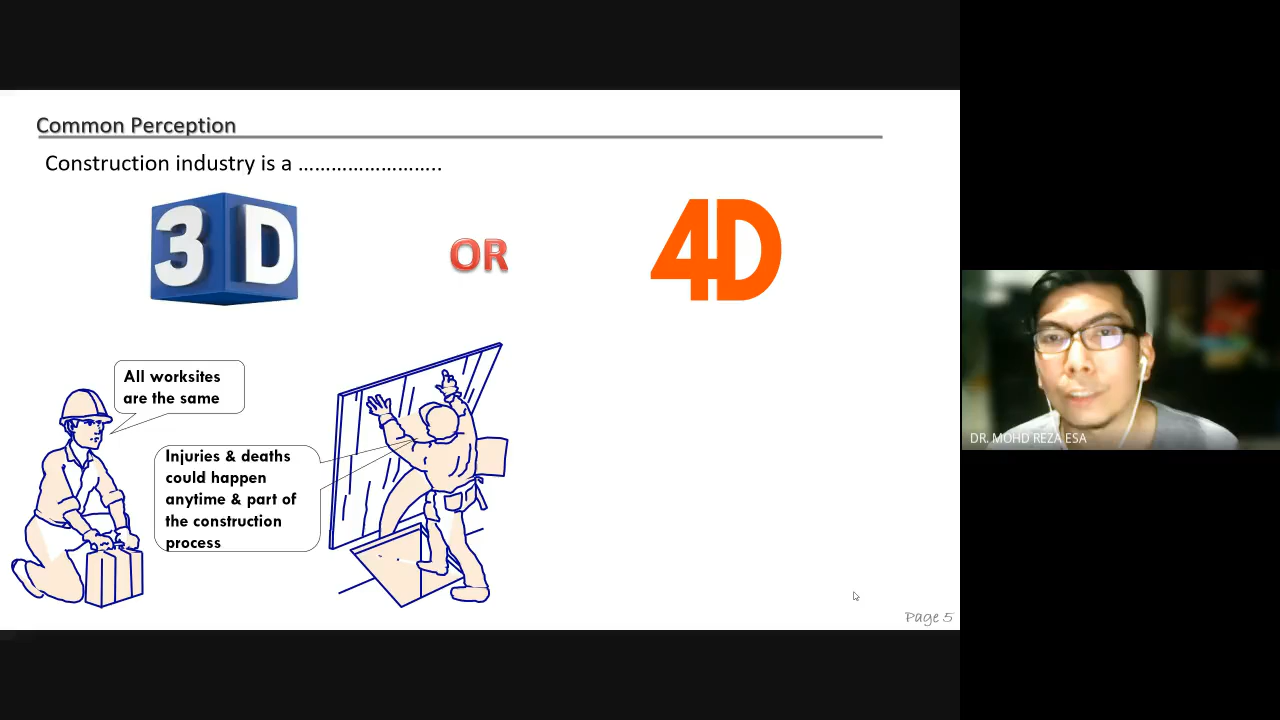 Common Perception
Construction industry is a ……………………..
3 D
OR
4D
All worksites
are the same
Injuries & deaths
could happen
anytime & part of
the construction
process
DR. MOHD REZA ESA
Page 5